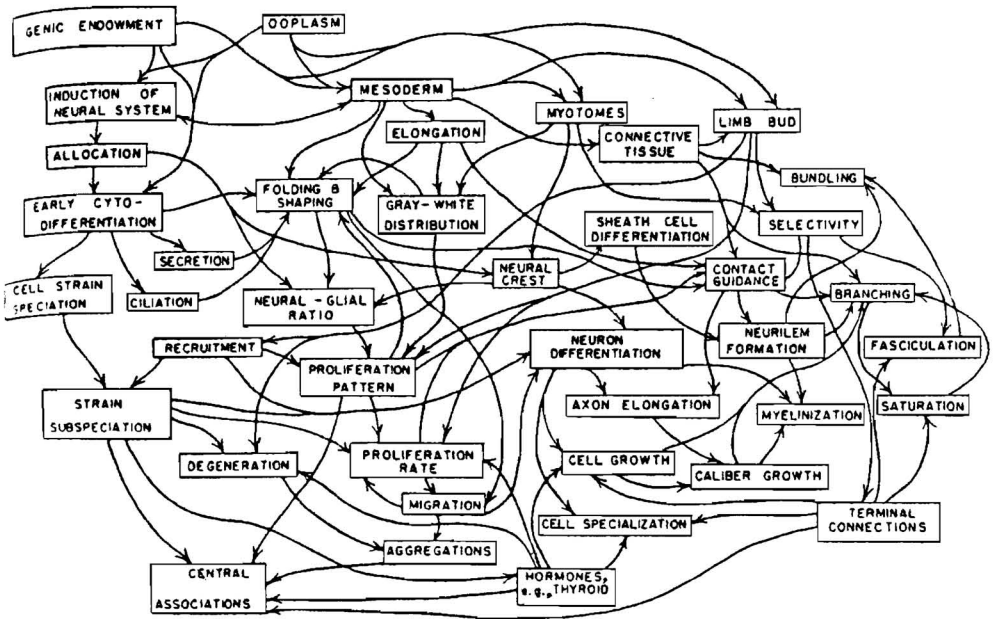 GENIC ENDOWMENT
OOPLASM
INDUCTION OF
NEURAL SYSTEM
MESODERM
MYOTOMES
LIMB BUD
ELONGATION
CONNECTIVE
TISSUE
ALLOCATION
BUNDLING
EARLY CYTO-
DIFFERENTIATION
FOLDING &
SHAPING
GRAY-WHITE
DISTRIBUTION
SHEATH CELL
DIFFERENTIATION
SELECTIVITY
SECRETION
NEURAL
CREST
CONTACT
GUIDANCE
CELL STRAIN
SPECIATION
CILIATION
NEURAL-GLIAL
RATIO
BRANCHING
RECRUITMENT
PROLIFERATION
PATTERN
NEURON
DIFFERENTIATION
NEURILEM
FORMATION
FASCICULATION
STRAIN
SUBSPECIATION
AXON ELONGATION
MYELINIZATION
SATURATION
DEGENERATION
PROLIFERATION
RATE
CELL GROWTH
CALIBER GROWTH
MIGRATION
CELL SPECIALIZATION
TERMINAL
CONNECTIONS
AGGREGATIONS
CENTRAL
ASSOCIATIONS
HORMONES,
e.g., THYROID